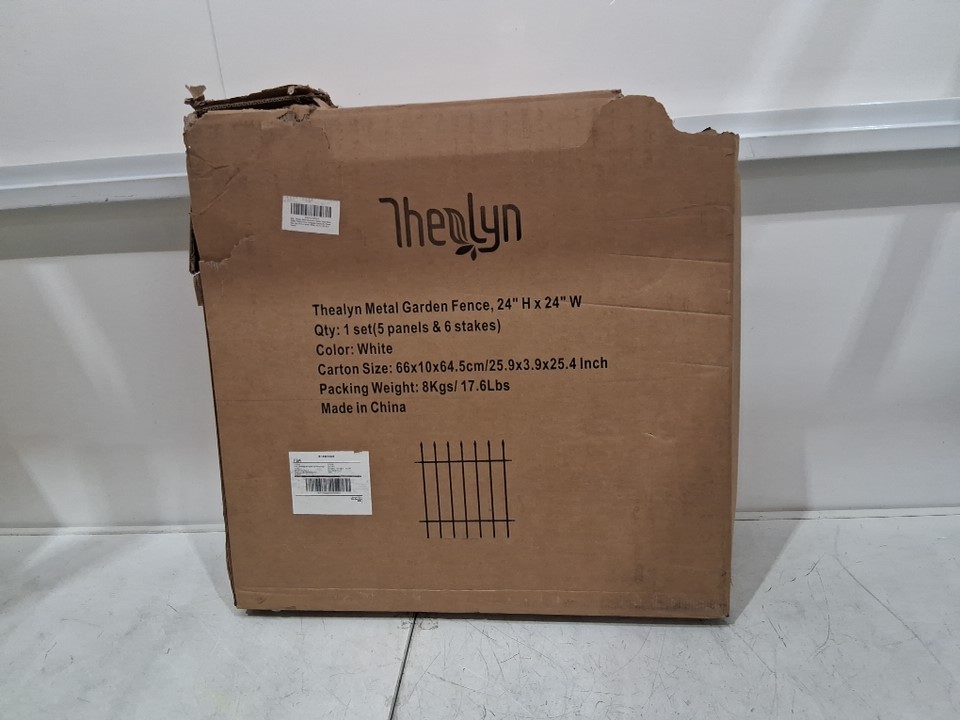 Thealyn
Thealyn Metal Garden Fence, 24" H x 24" W
Qty: 1 set(5 panels & 6 stakes)
Color: White
Carton Size: 66x10x64.5cm/25.9x3.9x25.4 Inch
Packing Weight: 8Kgs/ 17.6Lbs
Made in China